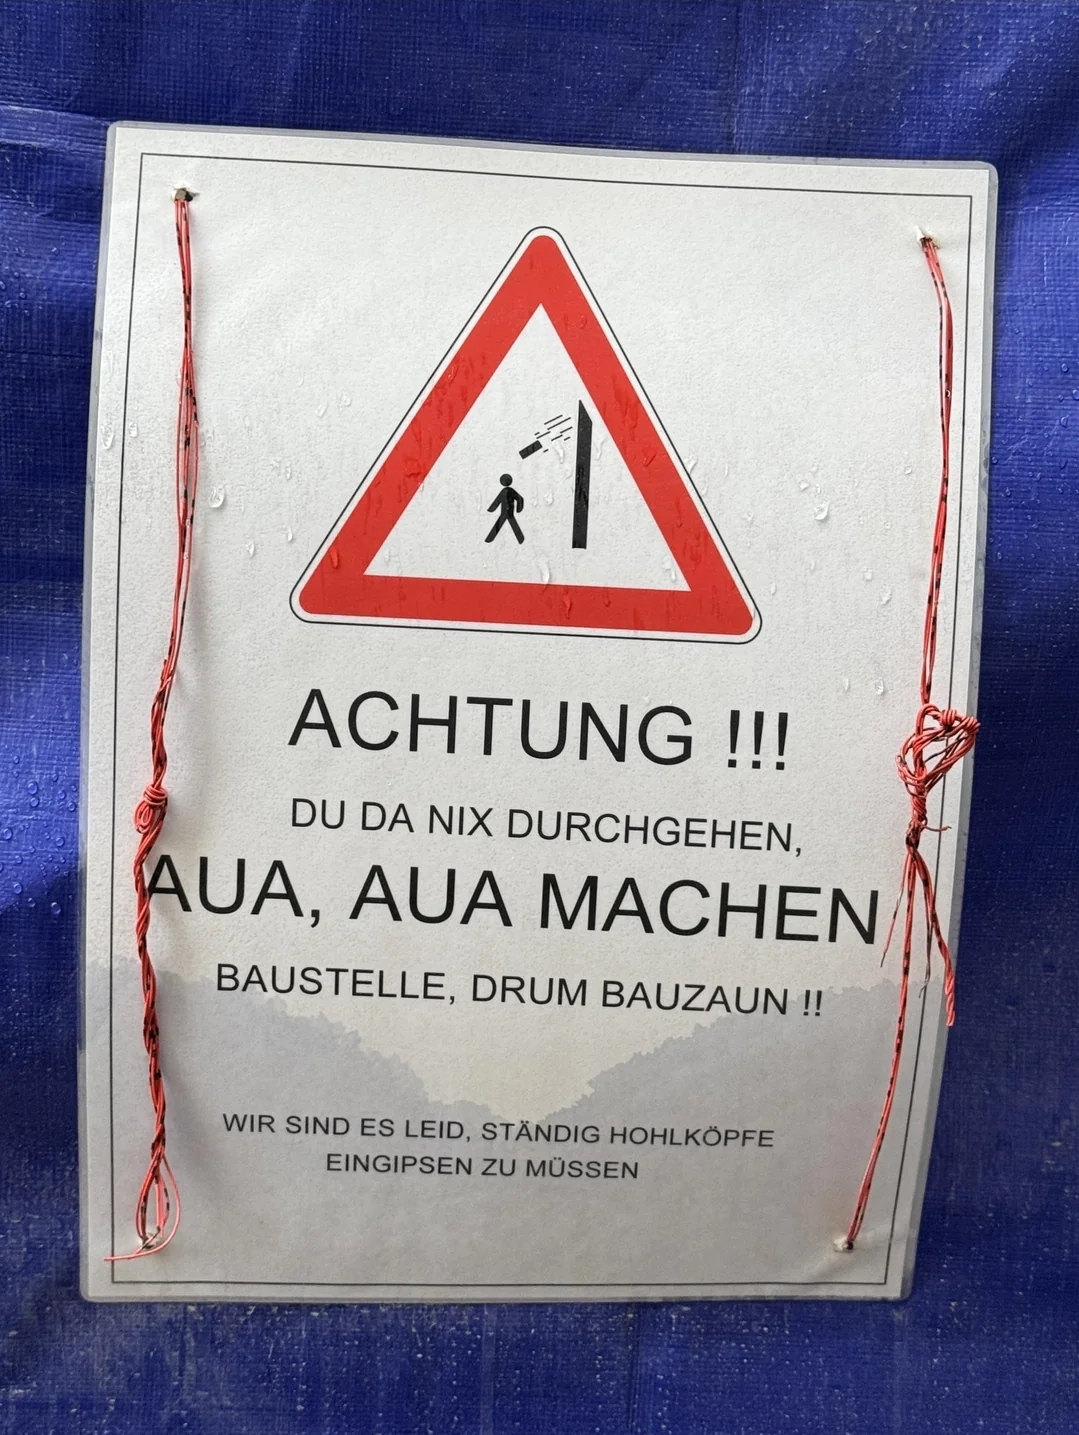 ACHTUNG !!!
DU DA NIX DURCHGEHEN,
AUA, AUA MACHEN
BAUSTELLE, DRUM BAUZAUN !!
WIR SIND ES LEID, STÄNDIG HOHLKÖPFE
EINGIPSEN ZU MÜSSEN